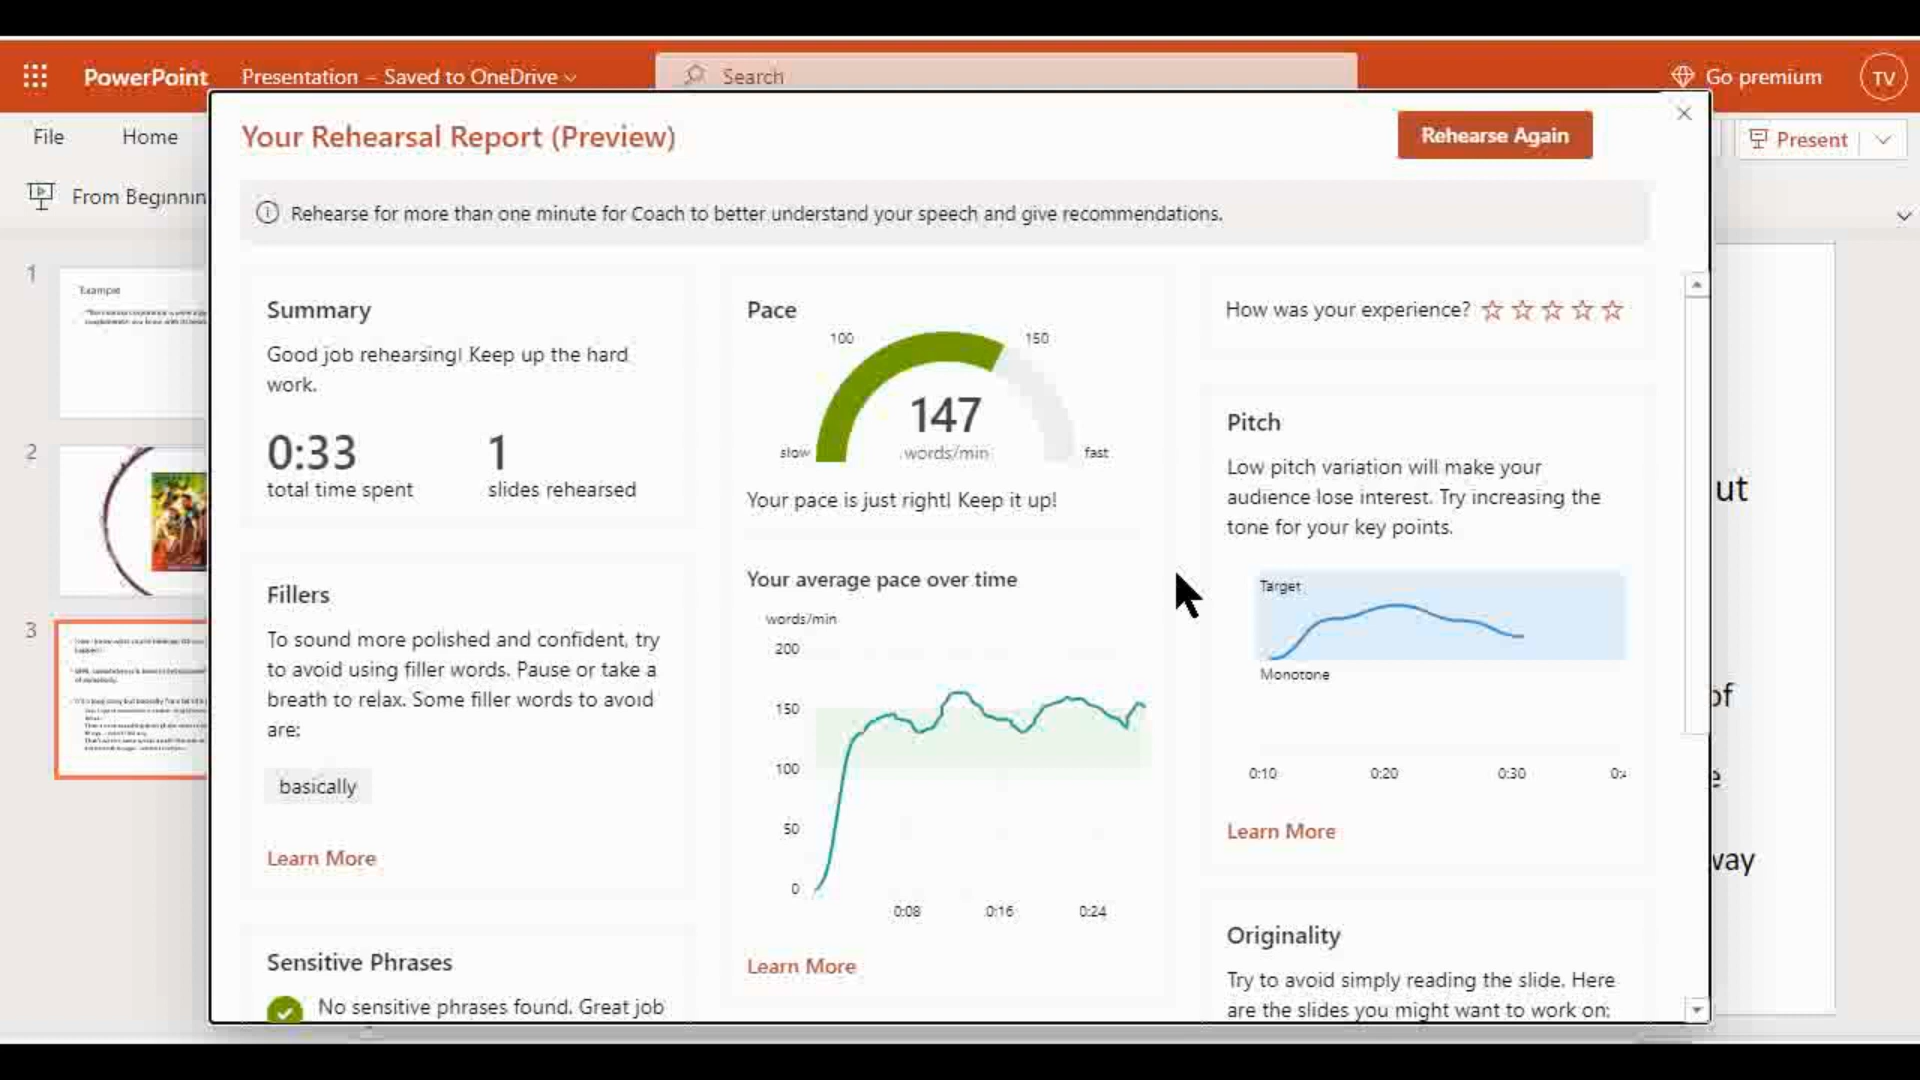 PowerPoint
Presentation – Saved to OneDrive
Search
Go premium
TV
File
Home
Present
From Beginnin
Your Rehearsal Report (Preview)
Rehearse Again
Rehearse for more than one minute for Coach to better understand your speech and give recommendations.
1
Example
2
3
Summary
Good job rehearsing! Keep up the hard
work.
0:33
total time spent
1
slides rehearsed
Fillers
To sound more polished and confident, try
to avoid using filler words. Pause or take a
breath to relax. Some filler words to avoid
are:
basically
Learn More
Sensitive Phrases
No sensitive phrases found. Great job
Pace
100
150
147
words/min
slow
fast
Your pace is just right! Keep it up!
Your average pace over time
words/min
200
150
100
50
0
0:08
0:16
0:24
Learn More
How was your experience?
Pitch
Low pitch variation will make your
audience lose interest. Try increasing the
tone for your key points.
Target
Monotone
0:10
0:20
0:30
Learn More
Originality
Try to avoid simply reading the slide. Here
are the slides you might want to work on:
ut
of
way